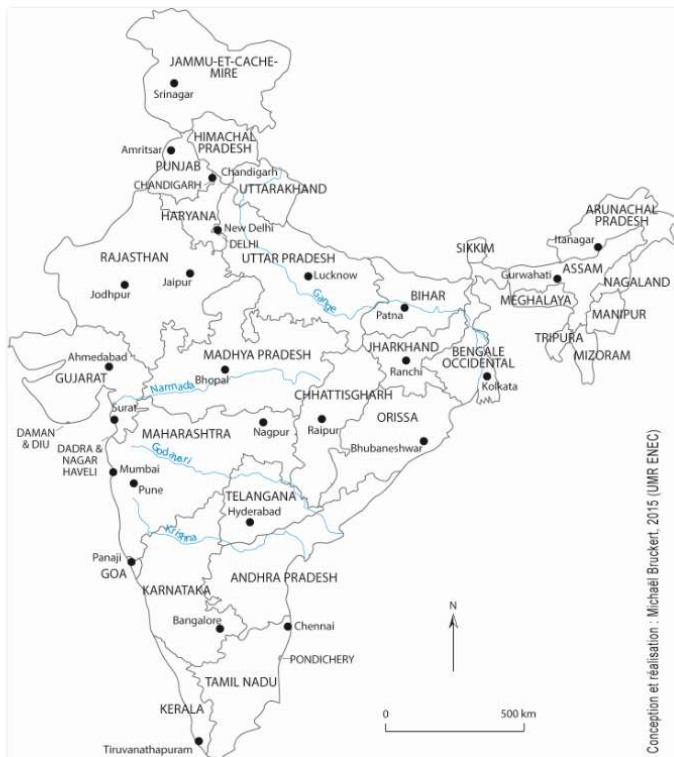 JAMMU-ET-CACHE-
MIRE
Srinagar
HIMACHAL
PRADESH
Amritsar
PUNJAB
Chandigarh
CHANDIGARH
UTTARAKHAND
HARYANA
New Delhi
DELHI
ARUNACHAL
PRADESH
SIKKIM
Itanagar
RAJASTHAN
UTTAR PRADESH
Jaipur
Lucknow
Jodhpur
Gurwahati
ASSAM
NAGALAND
Gange
BIHAR
MEGHALAYA
Patna
MANIPUR
TRIPURA
MIZORAM
Ahmedabad
GUJARAT
MADHYA PRADESH
Bhopal
JHARKHAND
Ranchi
BENGALE
OCCIDENTAL
Kolkata
Narmada
CHHATTISGHARH
Surat
DAMAN
& DIU
MAHARASHTRA
Nagpur
Raipur
ORISSA
Bhubaneshwar
DADRA &
NAGAR
HAVELI
Mumbai
Pune
Godavari
TELANGANA
Hyderabad
Krishna
Panaji
GOA
KARNATAKA
ANDHRA PRADESH
Bangalore
Chennai
PONDICHERY
TAMIL NADU
KERALA
Tiruvanathapuram
N
0 500 km
Conception et réalisation : Michaël Bruckert, 2015 (UMR ENEC)